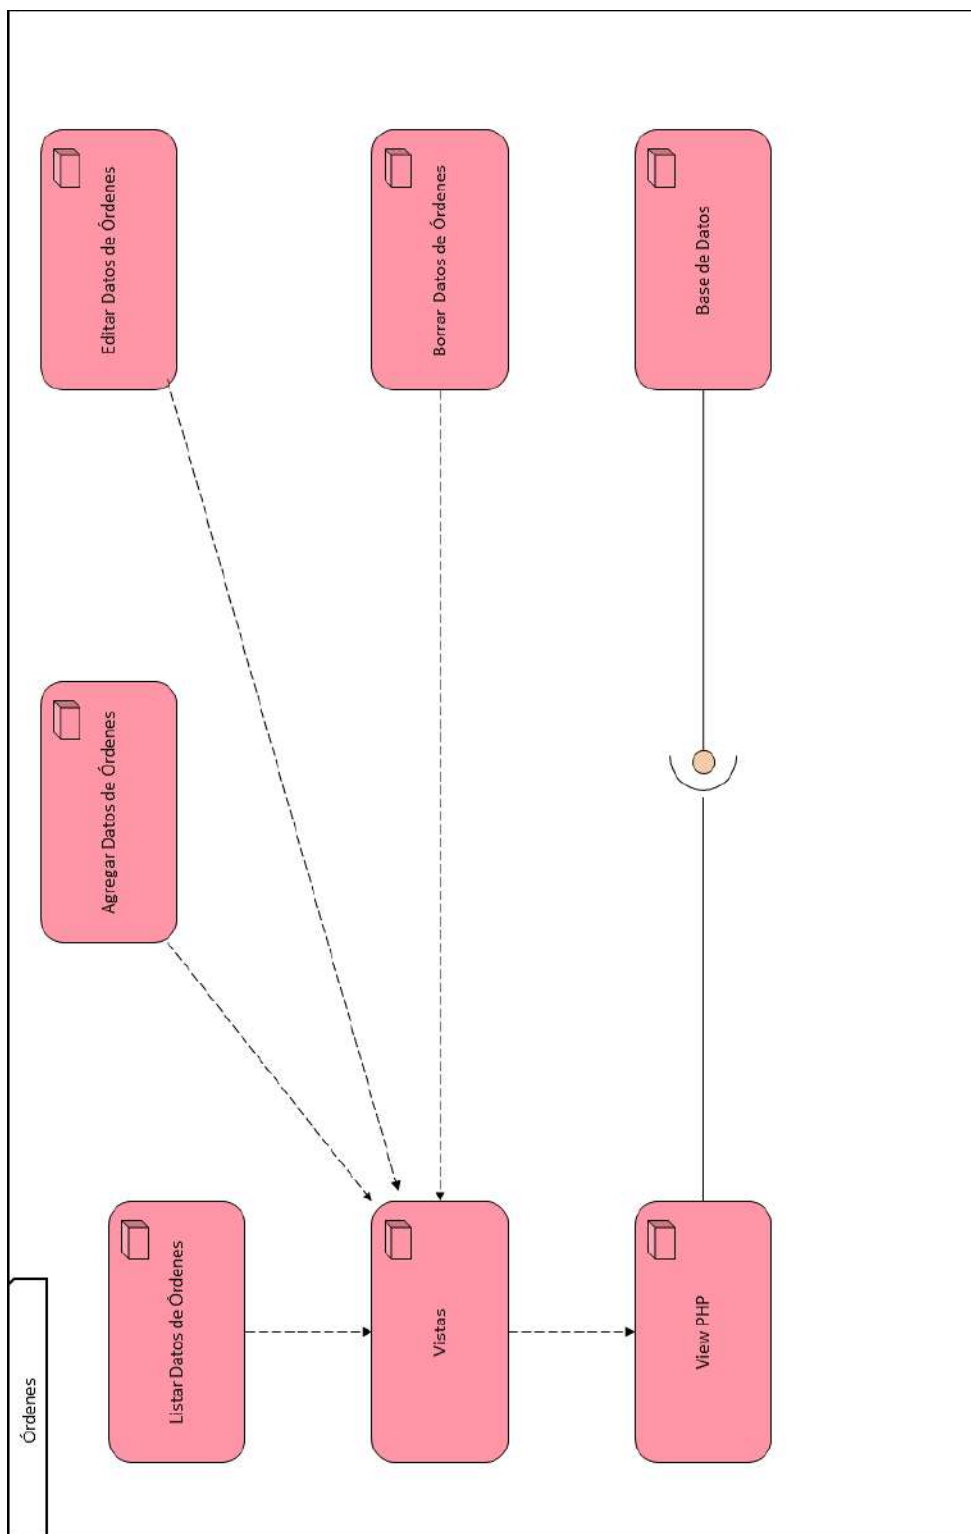 Órdenes
Listar Datos de Órdenes
Agregar Datos de Órdenes
Editar Datos de Órdenes
Vistas
Borrar Datos de Órdenes
View PHP
Base de Datos